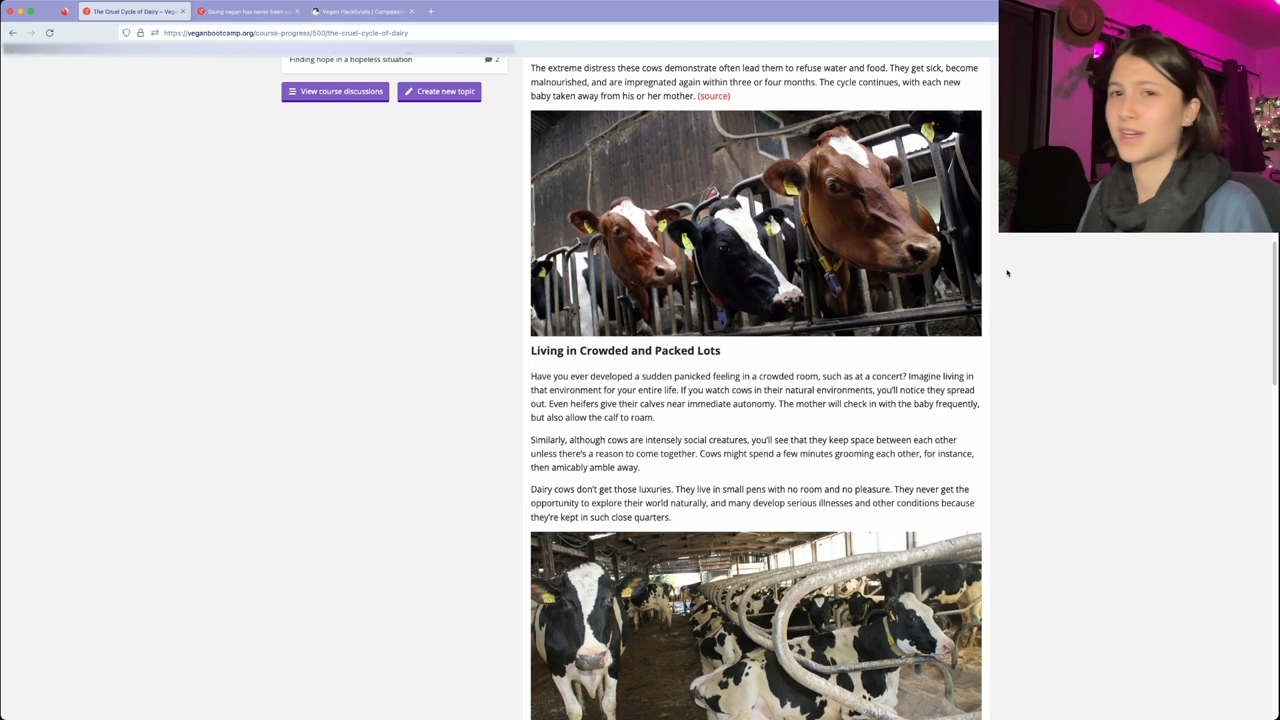 The Cruel Cycle of Dairy – Vega
Going vegan has never been e
Vegan Hacktivists | Compassio
https://veganbootcamp.org/course-progress/500/the-cruel-cycle-of-dairy
Finding hope in a hopeless situation
2
View course discussions
Create new topic
The extreme distress these cows demonstrate often lead them to refuse water and food. They get sick, become
malnourished, and are impregnated again within three or four months. The cycle continues, with each new
baby taken away from his or her mother. (source)
Living in Crowded and Packed Lots
Have you ever developed a sudden panicked feeling in a crowded room, such as at a concert? Imagine living in
that environment for your entire life. If you watch cows in their natural environments, you'll notice they spread
out. Even heifers give their calves near immediate autonomy. The mother will check in with the baby frequently,
but also allow the calf to roam.
Similarly, although cows are intensely social creatures, you'll see that they keep space between each other
unless there's a reason to come together. Cows might spend a few minutes grooming each other, for instance,
then amicably amble away.
Dairy cows don't get those luxuries. They live in small pens with no room and no pleasure. They never get the
opportunity to explore their world naturally, and many develop serious illnesses and other conditions because
they're kept in such close quarters.